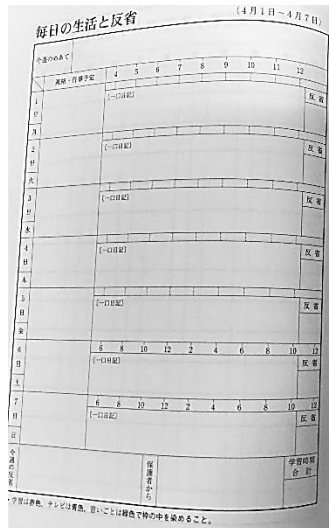 毎日の生活と反省
（4月1日～4月7日）
今週のめあて
連絡・行事予定 4 5 6 7 8 9 10 11 12
1日月 [一口日記] 反省
2日火 [一口日記] 反省
3日水 [一口日記] 反省
4日木 [一口日記] 反省
5日金 [一口日記] 反省
6 8 10 12 2 4 6 8 10 12
6日土 [一口日記] 反省
6 8 10 12 2 4 6 8 10 12
7日日 [一口日記] 反省
今週の反省
保護者から
学習時間
合計
・学習は赤色、テレビは青色、習いごとは緑色で枠の中を染めること。